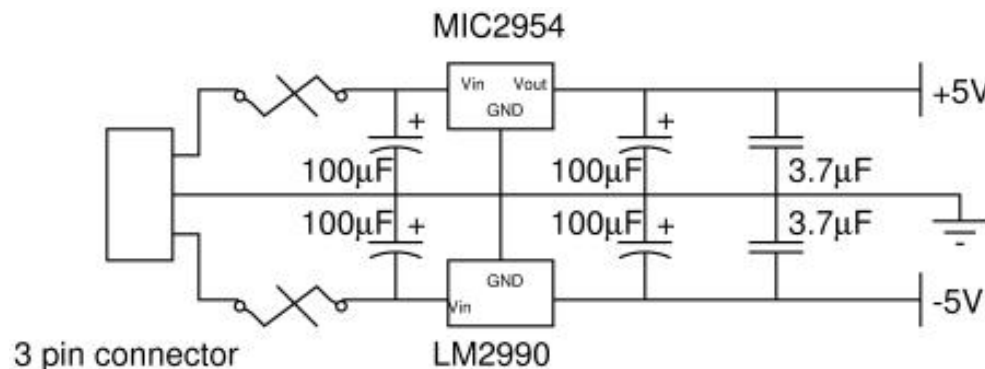 MIC2954
Vin Vout
GND
+5V
+ +
100μF 100μF 3.7μF
100μF + 100μF + 3.7μF
GND
Vin
-5V
3 pin connector LM2990